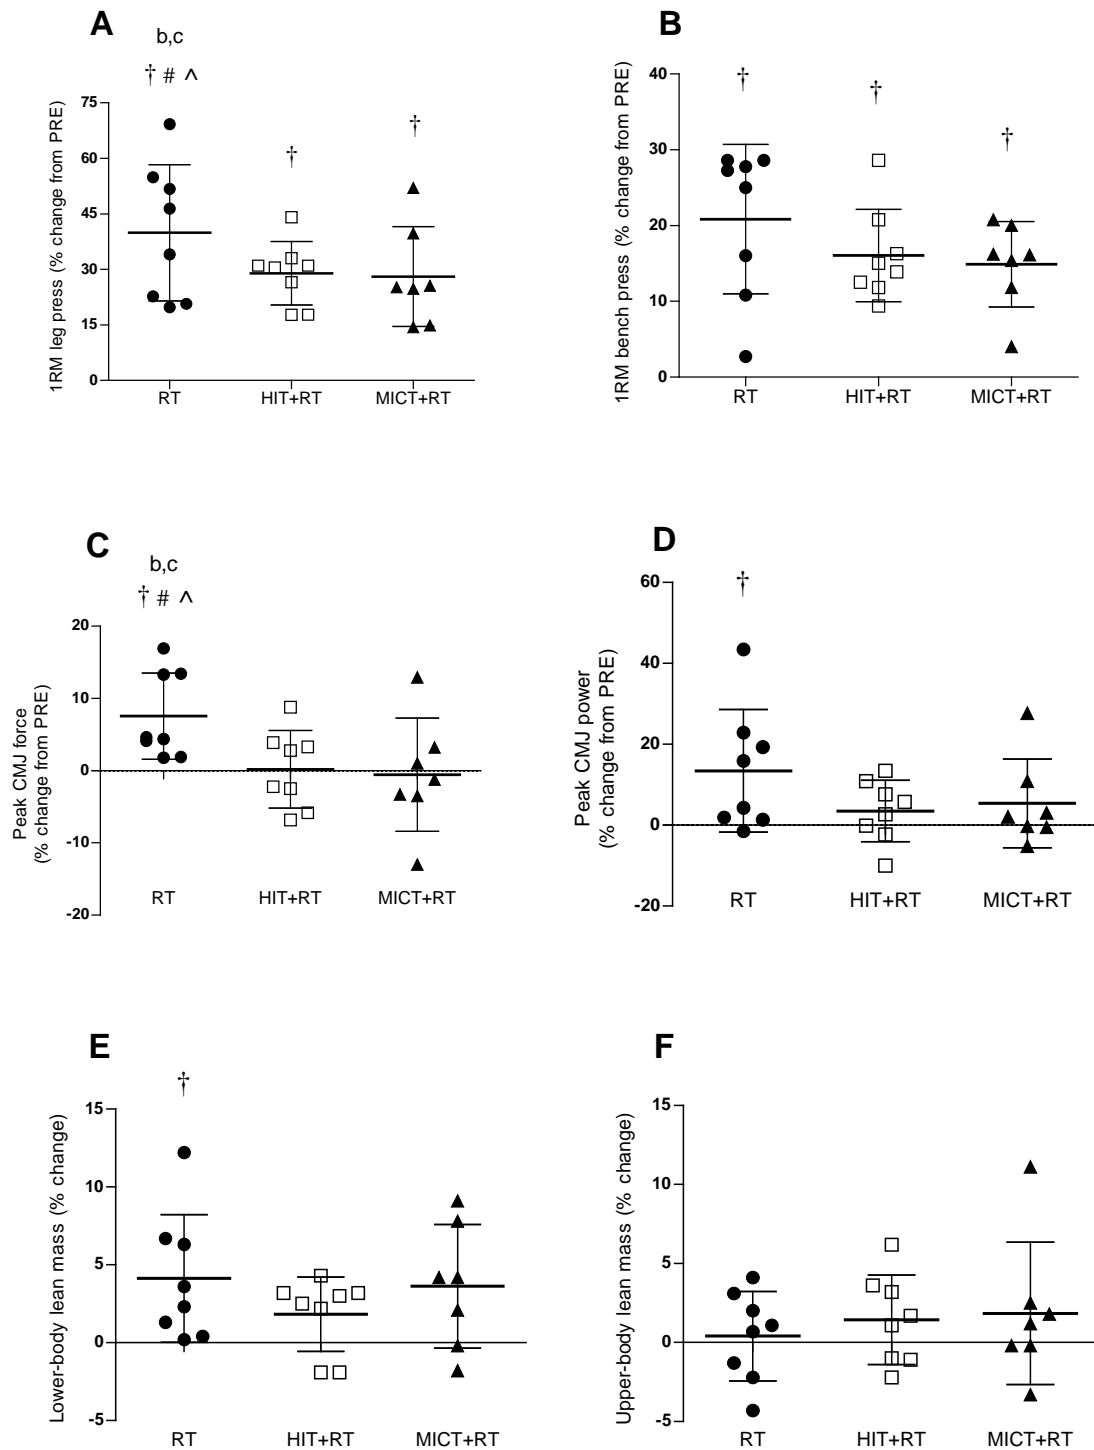 A
b,c
† # ^
1RM leg press (% change from PRE)
75
60
45
30
15
0
RT
HIT+RT
MICT+RT
†
†
B
1RM bench press (% change from PRE)
40
30
20
10
0
RT
HIT+RT
MICT+RT
†
†
†
C
b,c
† # ^
Peak CMJ force
(% change from PRE)
20
10
0
-10
-20
RT
HIT+RT
MICT+RT
D
†
Peak CMJ power
(% change from PRE)
60
40
20
0
-20
RT
HIT+RT
MICT+RT
E
†
Lower-body lean mass (% change)
15
10
5
0
-5
RT
HIT+RT
MICT+RT
F
Upper-body lean mass (% change)
15
10
5
0
-5
RT
HIT+RT
MICT+RT